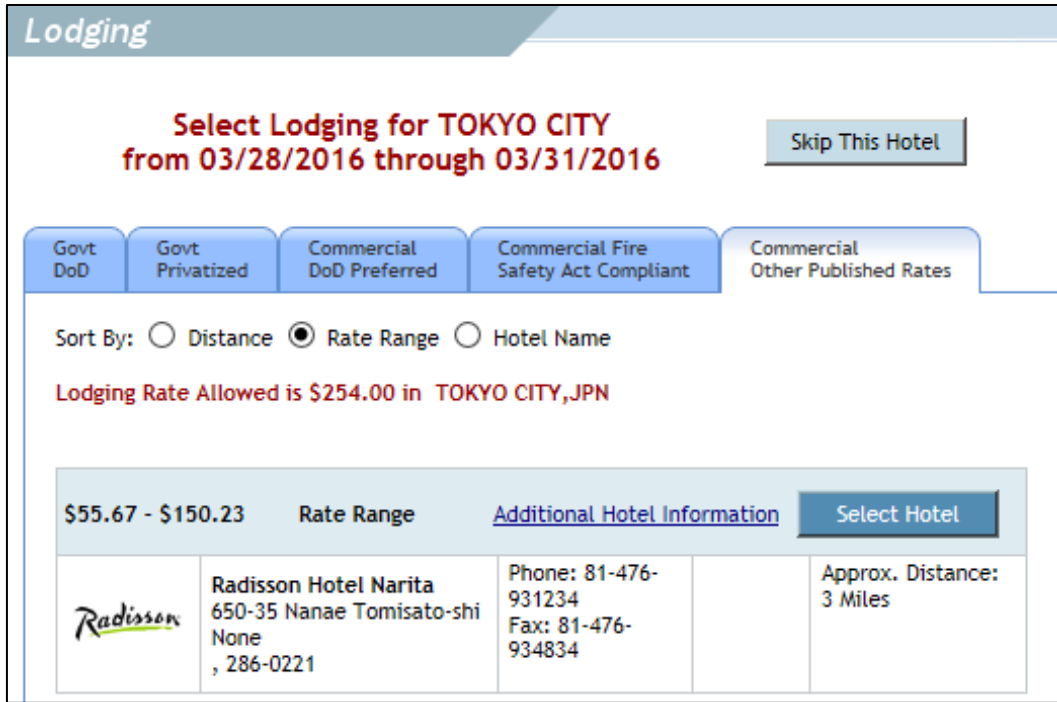 Lodging
Select Lodging for TOKYO CITY
from 03/28/2016 through 03/31/2016
Skip This Hotel
Govt
DoD
Govt
Privatized
Commercial
DoD Preferred
Commercial Fire
Safety Act Compliant
Commercial
Other Published Rates
Sort By: Distance Rate Range Hotel Name
Lodging Rate Allowed is $254.00 in TOKYO CITY,JPN
$55.67 - $150.23 Rate Range Additional Hotel Information Select Hotel
Radisson
Radisson Hotel Narita
650-35 Nanae Tomisato-shi
None
, 286-0221
Phone: 81-476-
931234
Fax: 81-476-
934834
Approx. Distance:
3 Miles